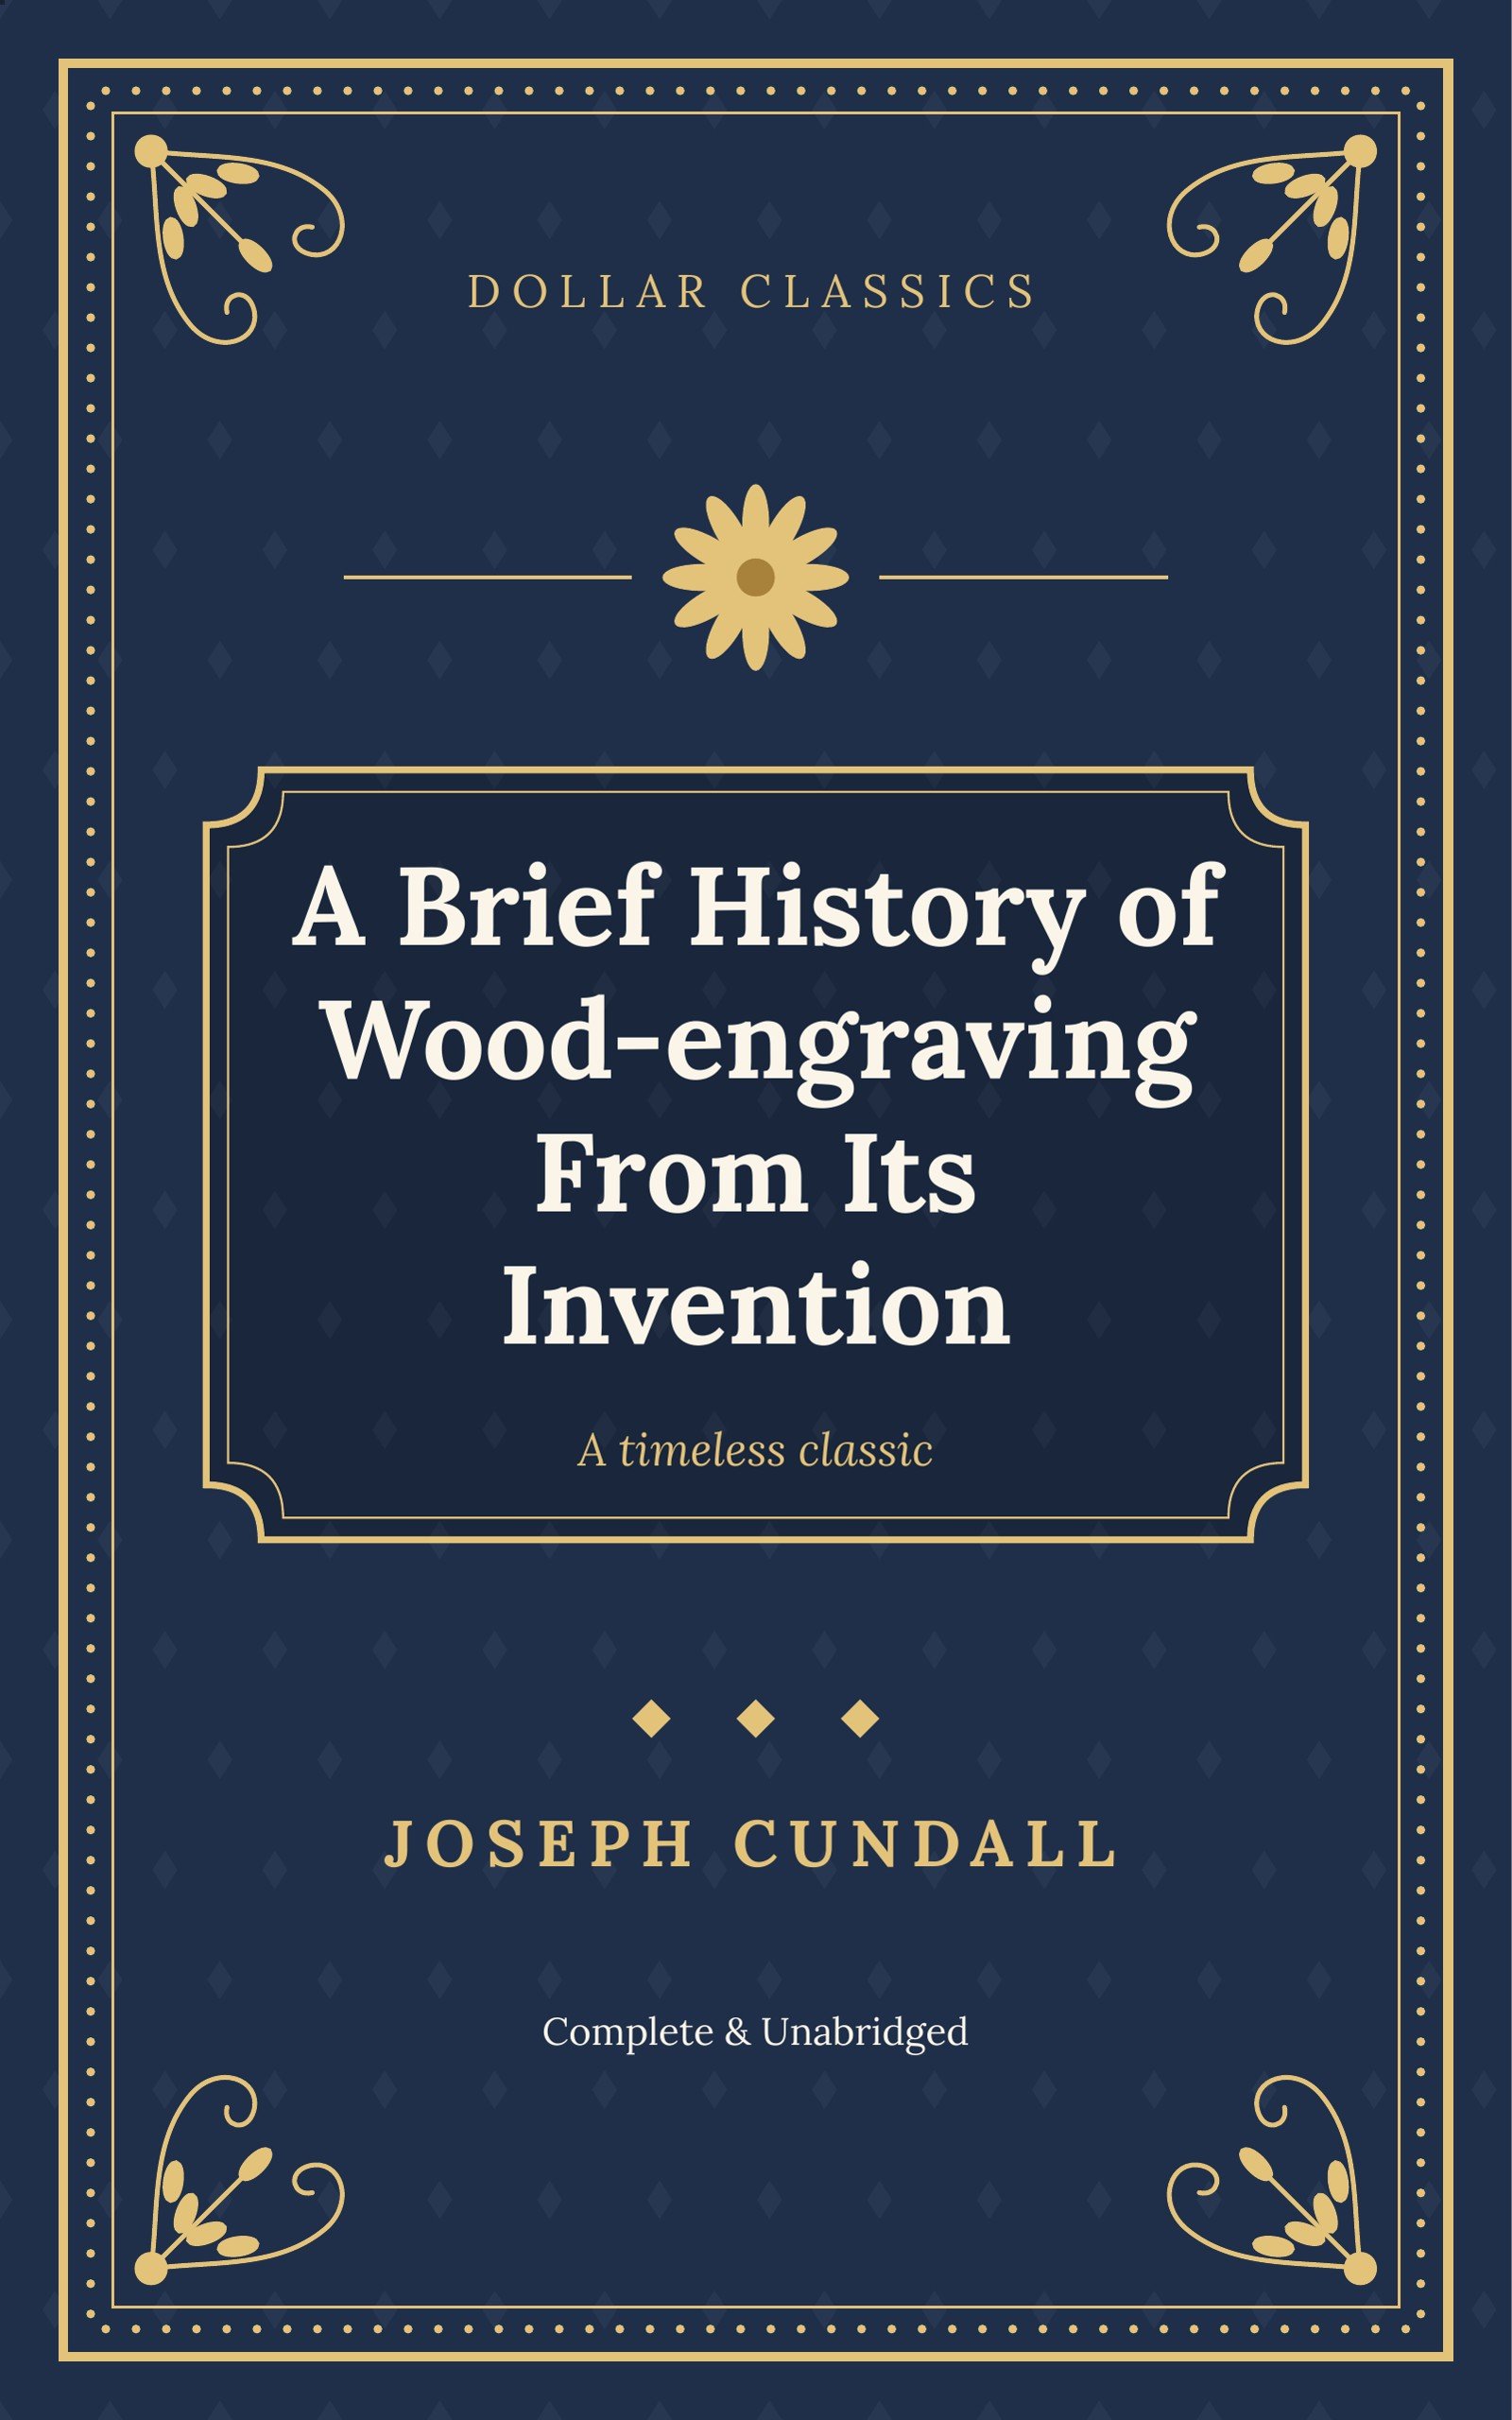 DOLLAR CLASSICS
A Brief History of
Wood-engraving
From Its
Invention
A timeless classic
JOSEPH CUNDALL
Complete & Unabridged